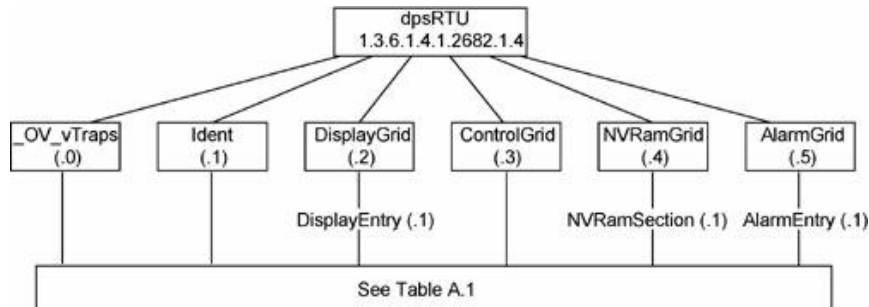 dpsRTU
1.3.6.1.4.1.2682.1.4
_OV_vTraps
(.0)
Ident
(.1)
DisplayGrid
(.2)
ControlGrid
(.3)
NVRamGrid
(.4)
AlarmGrid
(.5)
DisplayEntry (.1)
NVRamSection (.1)
AlarmEntry (.1)
See Table A.1